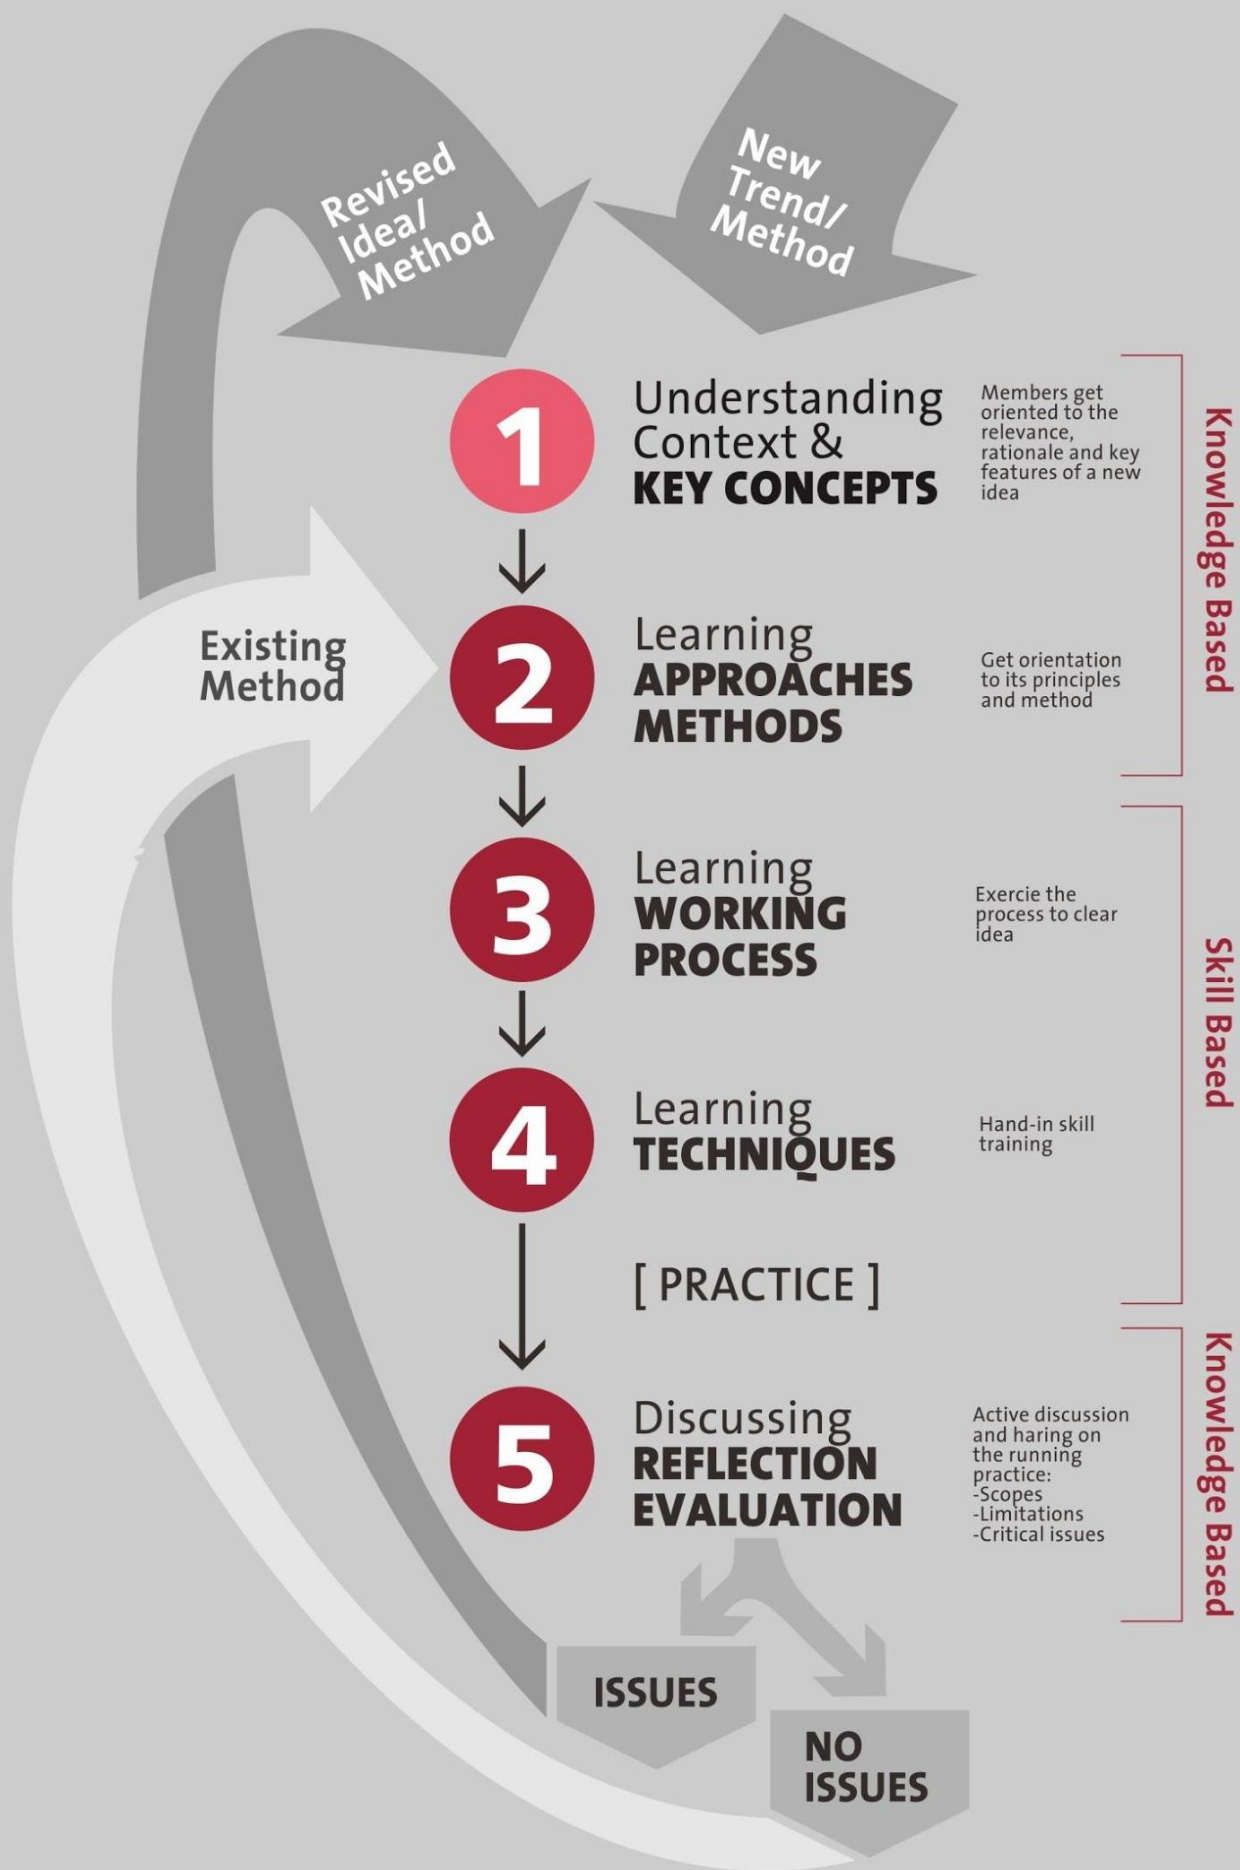 Revised
Idea/
Method
New
Trend/
Method
1
Understanding
Context &
KEY CONCEPTS
Members get
oriented to the
relevance,
rationale and key
features of a new
idea
Knowledge Based
Existing
Method
2
Learning
APPROACHES
METHODS
Get orientation
to its principles
and method
3
Learning
WORKING
PROCESS
Exercie the
process to clear
idea
Skill Based
4
Learning
TECHNIQUES
Hand-in skill
training
[ PRACTICE ]
5
Discussing
REFLECTION
EVALUATION
Active discussion
and haring on
the running
practice:
-Scopes
-Limitations
-Critical issues
Knowledge Based
ISSUES
NO
ISSUES